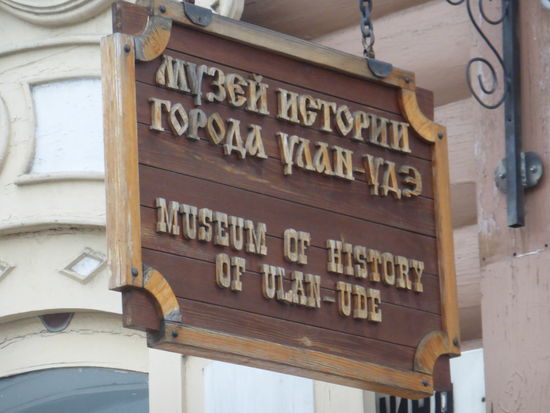 МУЗЕЙ ИСТОРИИ
ГОРОДА УЛАН-УДЭ
MUSEUM OF HISTORY
OF ULAN-UDE